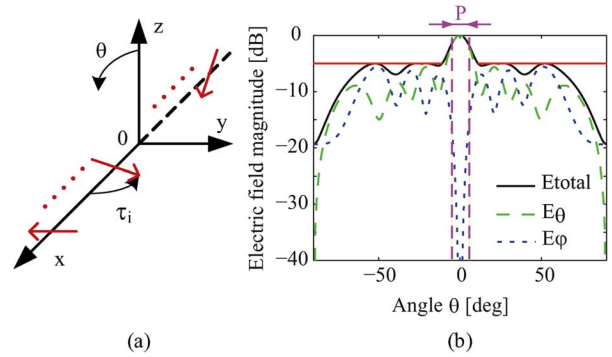 z
θ
0
y
τi
x
(a)
P
Electric field magnitude [dB]
0
−10
−20
−30
−40
Etotal
Eθ
Eφ
−50
0
50
Angle θ [deg]
(b)